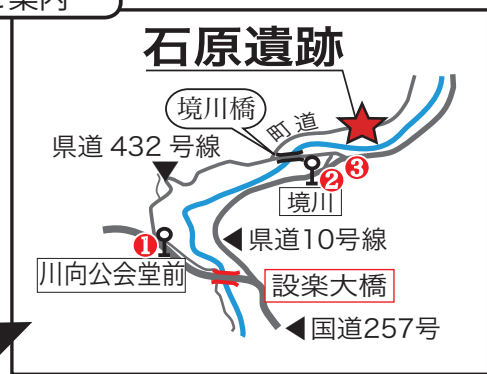 ご案内
石原遺跡
境川橋
町道
県道 432 号線
❸
❷
境川
❶
県道10号線
川向公会堂前
設楽大橋
国道257号